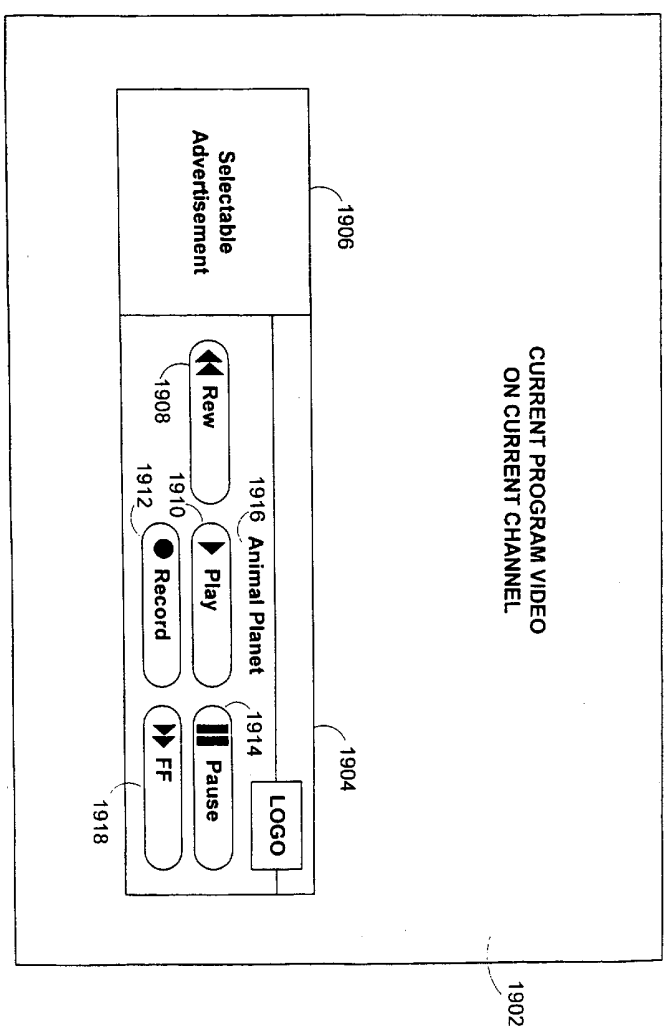 CURRENT PROGRAM VIDEO
ON CURRENT CHANNEL
1902
1906
1904
LOGO
Selectable
Advertisement
1916 Animal Planet
1914
1910
Rew
Play
Pause
1908
1912
Record
FF
1918